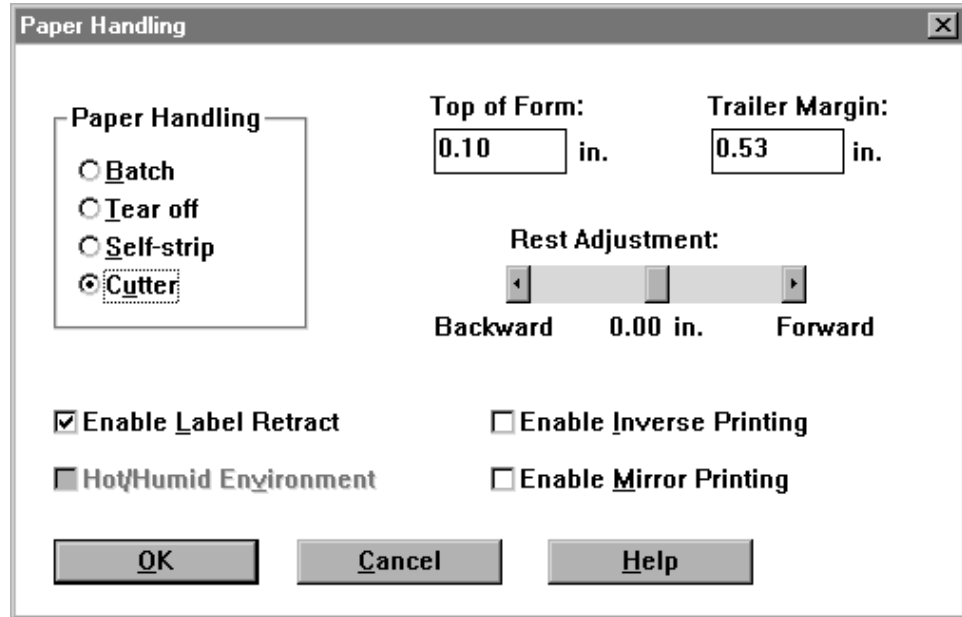 Paper Handling
Paper Handling
Batch
Tear off
Self-strip
Cutter
Top of Form:
0.10 in.
Trailer Margin:
0.53 in.
Rest Adjustment:
Backward 0.00 in. Forward
Enable Label Retract
Enable Inverse Printing
Hot/Humid Environment
Enable Mirror Printing
OK
Cancel
Help